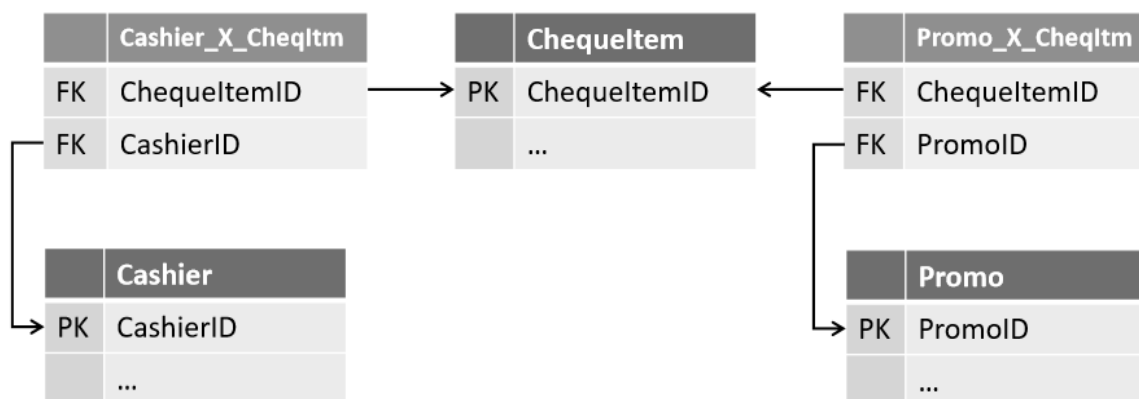 Cashier_X_CheqItm
FK ChequeItemID
FK CashierID
ChequeItem
PK ChequeItemID
...
Promo_X_CheqItm
FK ChequeItemID
FK PromoID
Cashier
PK CashierID
...
Promo
PK PromoID
...